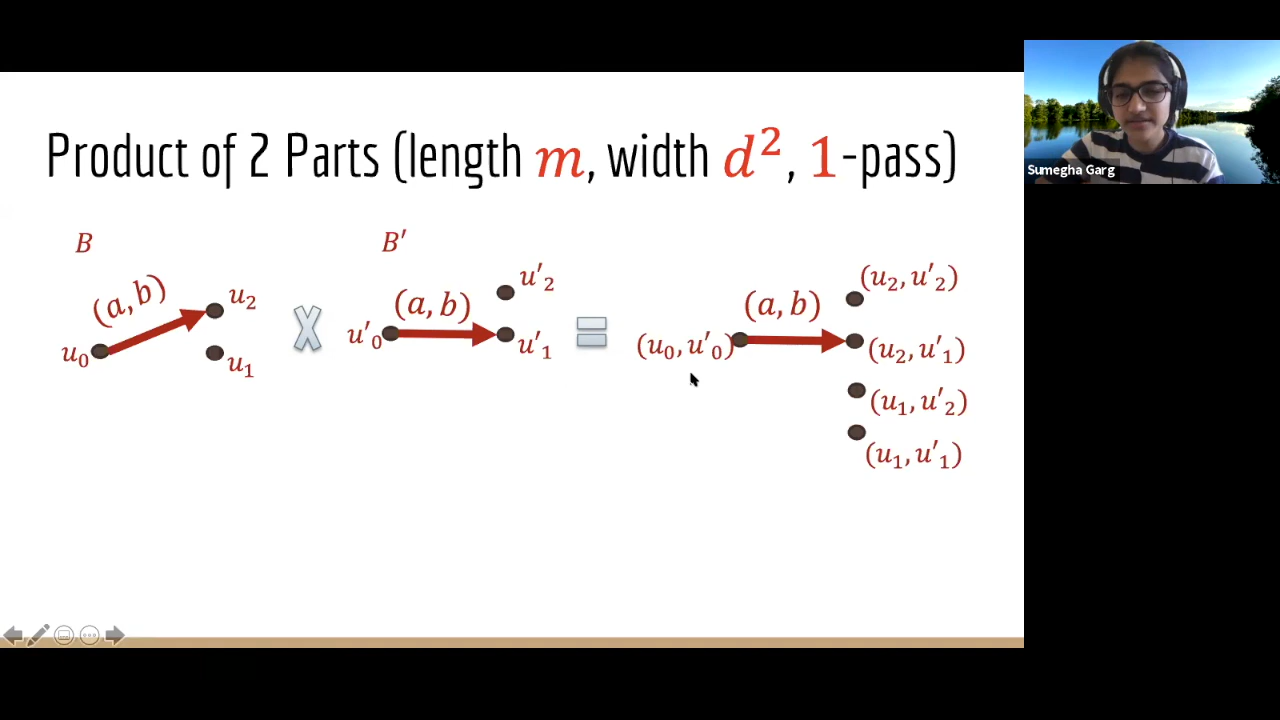 Product of 2 Parts (length m, width d², 1-pass)
Sumegha Garg
B
(a, b)
u₀
u₂
u₁
X
B′
(a, b)
u′₀
u′₂
u′₁
=
(u₀, u′₀)
(a, b)
(u₂, u′₂)
(u₂, u′₁)
(u₁, u′₂)
(u₁, u′₁)